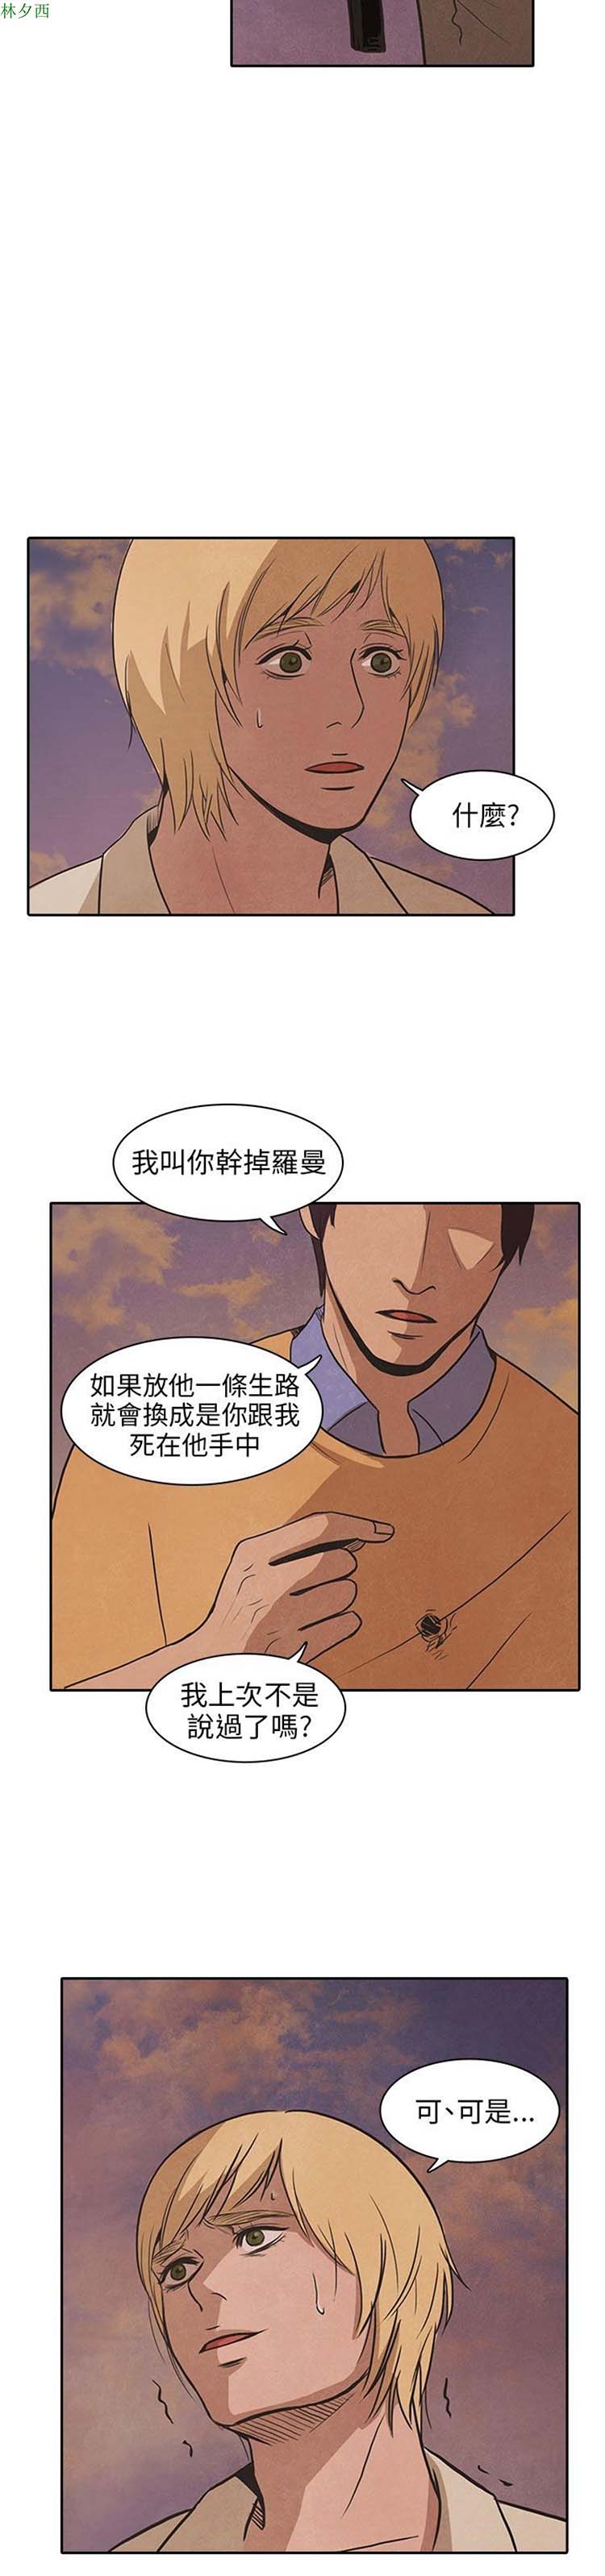 林夕西
什麼?
我叫你幹掉羅曼
如果放他一條生路
就會換成是你跟我
死在他手中
我上次不是
說過了嗎?
可、可是...